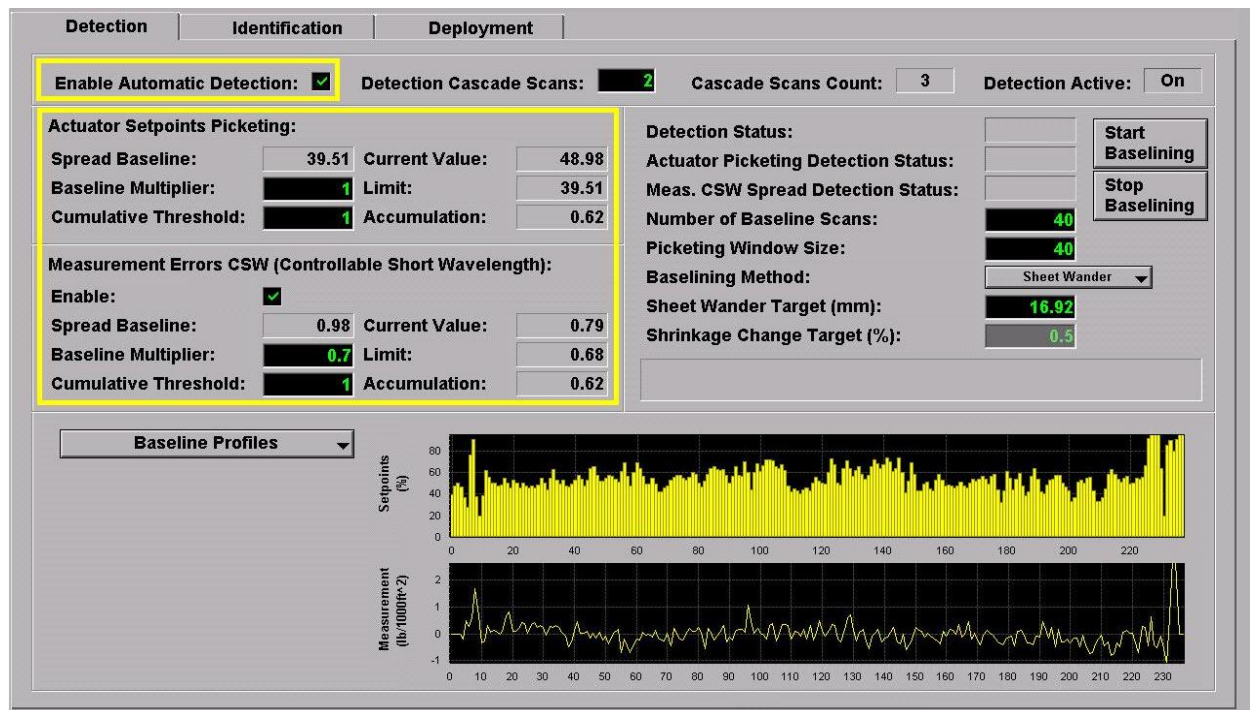 Detection Identification Deployment
Enable Automatic Detection: Detection Cascade Scans: 2 Cascade Scans Count: 3 Detection Active: On
Actuator Setpoints Picketing:
Spread Baseline: 39.51 Current Value: 48.98
Baseline Multiplier: 1 Limit: 39.51
Cumulative Threshold: 1 Accumulation: 0.62
Measurement Errors CSW (Controllable Short Wavelength):
Enable:
Spread Baseline: 0.98 Current Value: 0.79
Baseline Multiplier: 0.7 Limit: 0.68
Cumulative Threshold: 1 Accumulation: 0.62
Detection Status:
Actuator Picketing Detection Status:
Meas. CSW Spread Detection Status:
Number of Baseline Scans: 40
Picketing Window Size: 40
Baselining Method: Sheet Wander
Sheet Wander Target (mm): 16.92
Shrinkage Change Target (%): 0.5
Start
Baselining
Stop
Baselining
Baseline Profiles
Setpoints
(%)
80
60
40
20
0
0 20 40 60 80 100 120 140 160 180 200 220
Measurement
(lb/1000ft^2)
2
1
0
-1
0 10 20 30 40 50 60 70 80 90 100 110 120 130 140 150 160 170 180 190 200 210 220 230